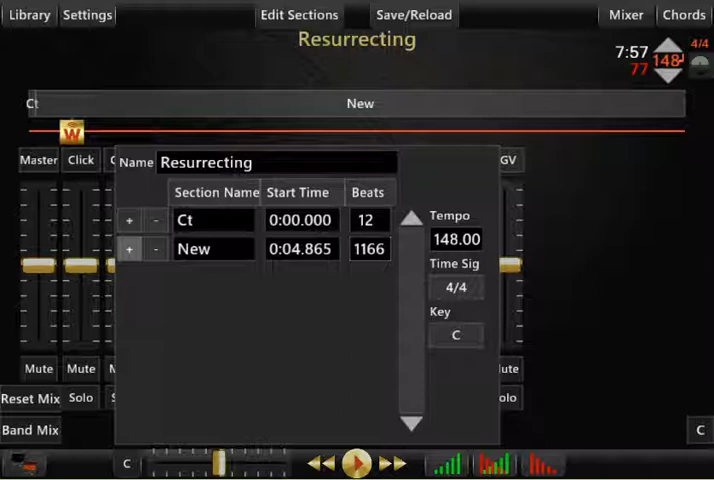 Library Settings Edit Sections Save/Reload Mixer Chords
Resurrecting
7:57 148 4/4
77
Ct New
W
Master Click GV
Name Resurrecting
Section Name Start Time Beats
+ - Ct 0:00.000 12
+ - New 0:04.865 1166
Tempo
148.00
Time Sig
4/4
Key
C
Mute Mute
Reset Mix Solo
Band Mix C
C